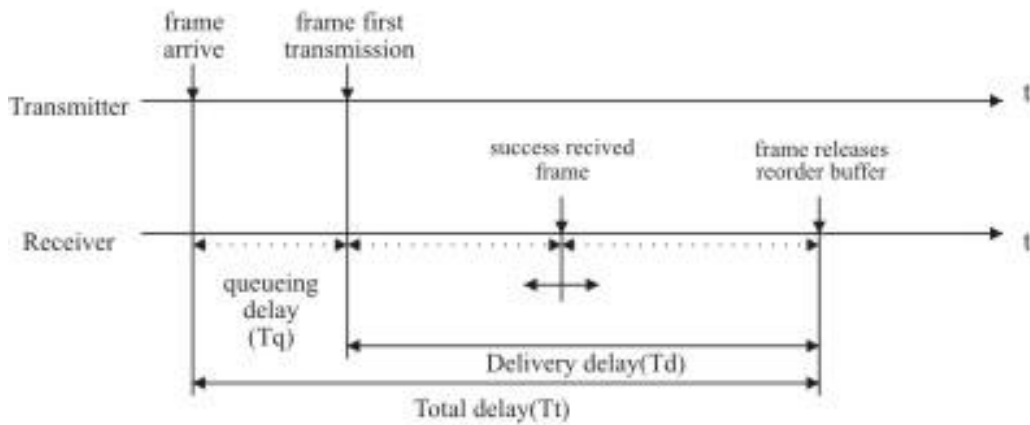 frame
arrive
frame first
transmission
Transmitter
t
success recived
frame
frame releases
reorder buffer
Receiver
t
queueing
delay
(Tq)
Delivery delay(Td)
Total delay(Tt)